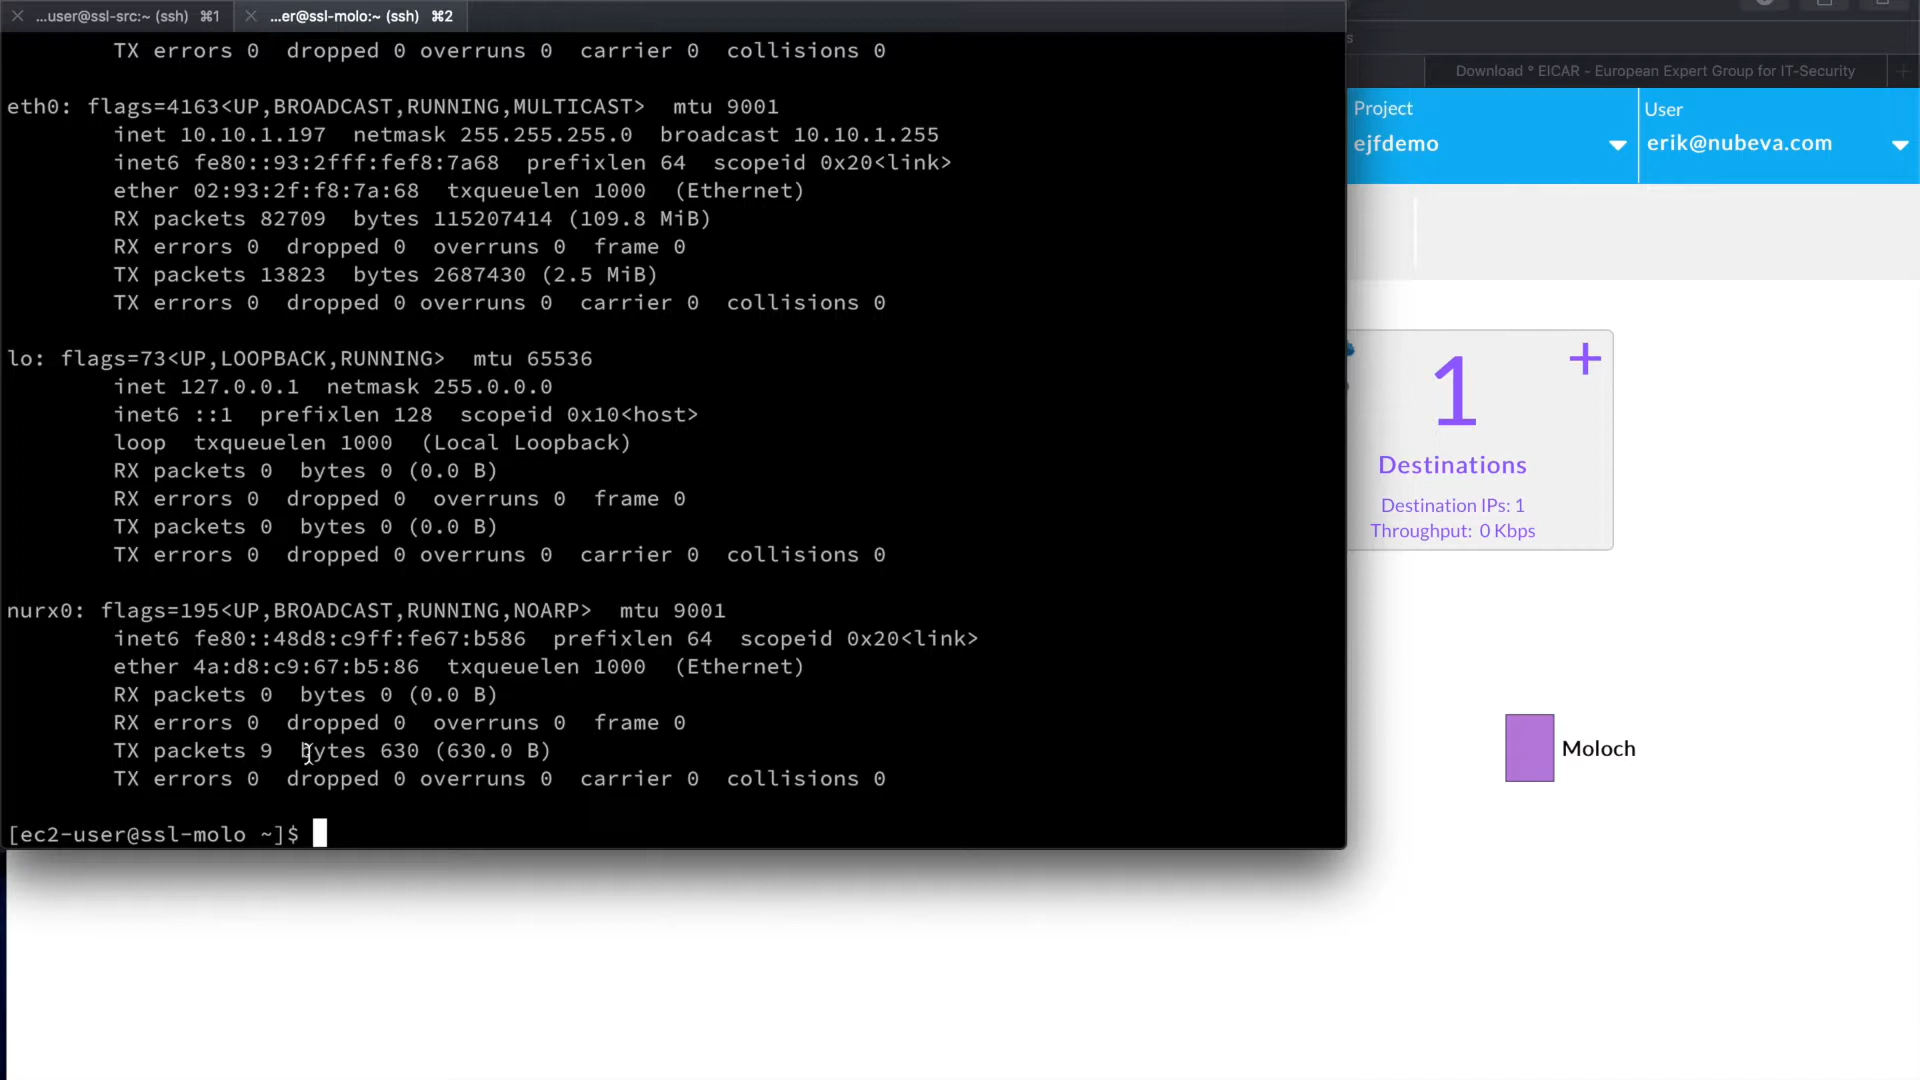 ...user@ssl-src:~ (ssh) ⌘1
...er@ssl-molo:~ (ssh) ⌘2
TX errors 0 dropped 0 overruns 0 carrier 0 collisions 0
eth0: flags=4163<UP,BROADCAST,RUNNING,MULTICAST> mtu 9001
inet 10.10.1.197 netmask 255.255.255.0 broadcast 10.10.1.255
inet6 fe80::93:2fff:fef8:7a68 prefixlen 64 scopeid 0x20<link>
ether 02:93:2f:f8:7a:68 txqueuelen 1000 (Ethernet)
RX packets 82709 bytes 115207414 (109.8 MiB)
RX errors 0 dropped 0 overruns 0 frame 0
TX packets 13823 bytes 2687430 (2.5 MiB)
TX errors 0 dropped 0 overruns 0 carrier 0 collisions 0
lo: flags=73<UP,LOOPBACK,RUNNING> mtu 65536
inet 127.0.0.1 netmask 255.0.0.0
inet6 ::1 prefixlen 128 scopeid 0x10<host>
loop txqueuelen 1000 (Local Loopback)
RX packets 0 bytes 0 (0.0 B)
RX errors 0 dropped 0 overruns 0 frame 0
TX packets 0 bytes 0 (0.0 B)
TX errors 0 dropped 0 overruns 0 carrier 0 collisions 0
nurx0: flags=195<UP,BROADCAST,RUNNING,NOARP> mtu 9001
inet6 fe80::48d8:c9ff:fe67:b586 prefixlen 64 scopeid 0x20<link>
ether 4a:d8:c9:67:b5:86 txqueuelen 1000 (Ethernet)
RX packets 0 bytes 0 (0.0 B)
RX errors 0 dropped 0 overruns 0 frame 0
TX packets 9 bytes 630 (630.0 B)
TX errors 0 dropped 0 overruns 0 carrier 0 collisions 0
[ec2-user@ssl-molo ~]$
s
Download ° EICAR - European Expert Group for IT-Security
Project
ejfdemo
User
erik@nubeva.com
1
Destinations
Destination IPs: 1
Throughput: 0 Kbps
Moloch